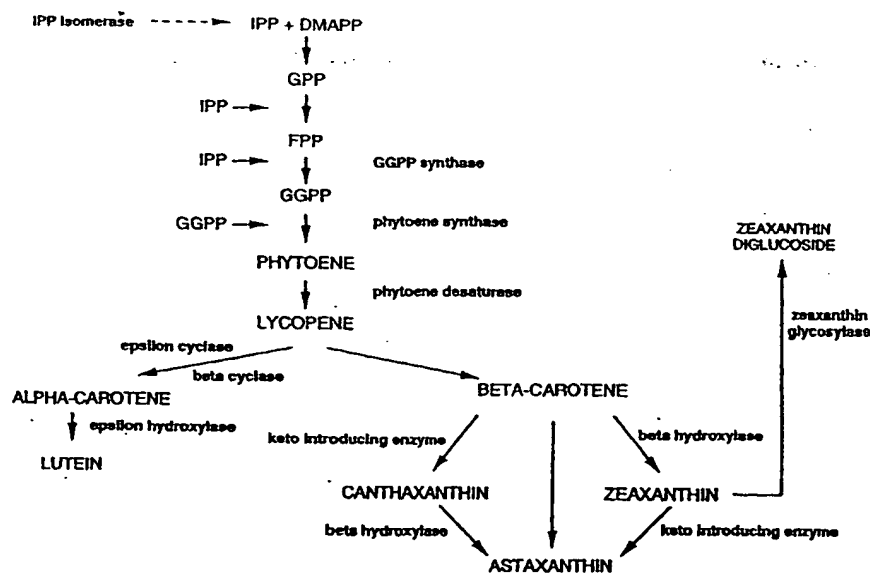 IPP Isomerase
IPP + DMAPP
GPP
IPP
FPP
IPP
GGPP synthase
GGPP
GGPP
phytoene synthase
ZEAXANTHIN
DIGLUCOSIDE
PHYTOENE
phytoene desaturase
zeaxanthin
glycosylase
LYCOPENE
epsilon cyclase
beta cyclase
ALPHA-CAROTENE
BETA-CAROTENE
epsilon hydroxylase
keto introducing enzyme
beta hydroxylase
LUTEIN
CANTHAXANTHIN
ZEAXANTHIN
beta hydroxylase
keto introducing enzyme
ASTAXANTHIN